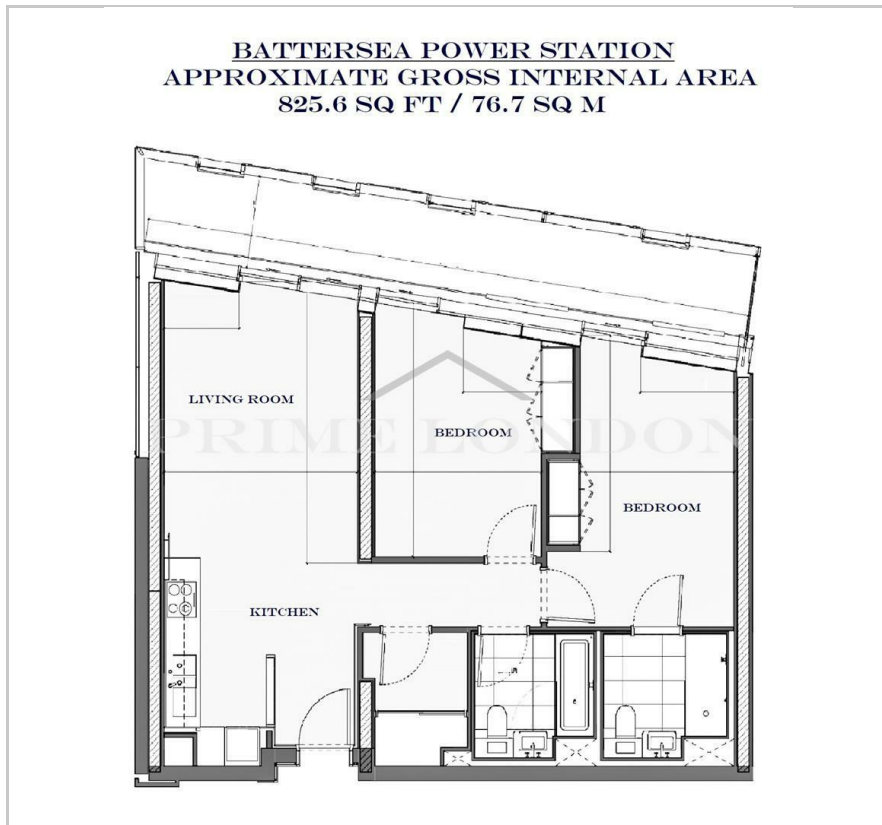 BATTERSEA POWER STATION
APPROXIMATE GROSS INTERNAL AREA
825.6 SQ FT / 76.7 SQ M
LIVING ROOM
PRIME LONDON
BEDROOM
BEDROOM
KITCHEN